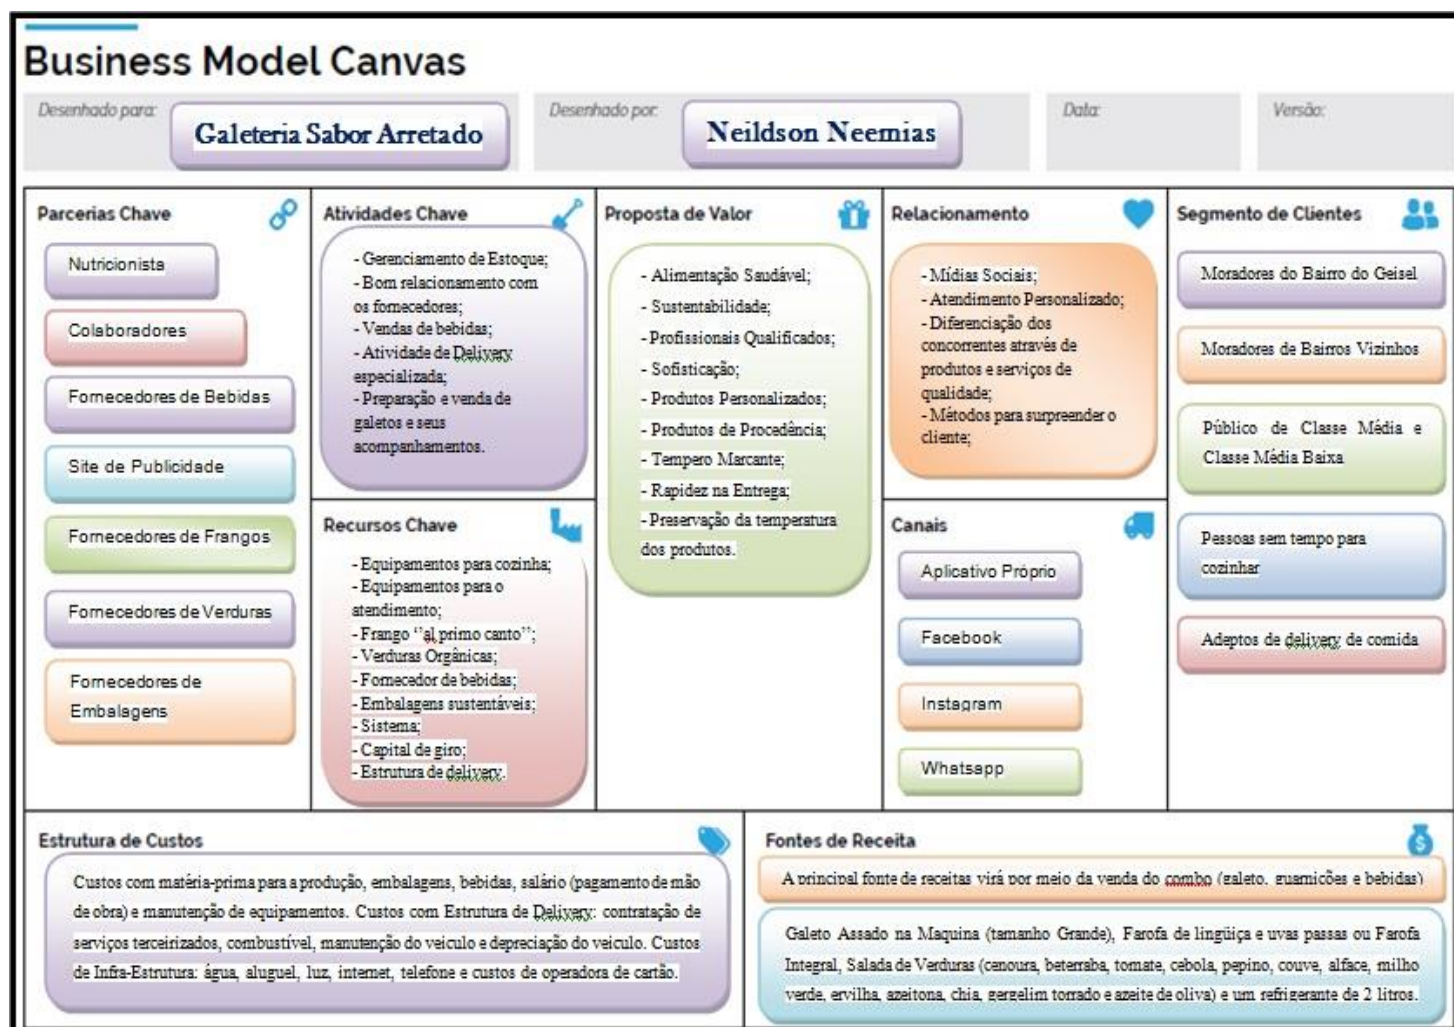 Business Model Canvas
Desenhado para:
Galeteria Sabor Arretado
Desenhado por:
Neildson Neemias
Data:
Versão:
Parcerias Chave
Nutricionista
Colaboradores
Fornecedores de Bebidas
Site de Publicidade
Fornecedores de Frangos
Fornecedores de Verduras
Fornecedores de
Embalagens
Atividades Chave
- Gerenciamento de Estoque;
- Bom relacionamento com
os fornecedores;
- Vendas de bebidas;
- Atividade de Delivery
especializada;
- Preparação e venda de
galetos e seus
acompanhamentos.
Recursos Chave
- Equipamentos para cozinha;
- Equipamentos para o
atendimento;
- Frango ‘’al primo canto’’;
- Verduras Orgânicas;
- Fornecedor de bebidas;
- Embalagens sustentáveis;
- Sistema;
- Capital de giro;
- Estrutura de delivery.
Proposta de Valor
- Alimentação Saudável;
- Sustentabilidade;
- Profissionais Qualificados;
- Sofisticação;
- Produtos Personalizados;
- Produtos de Procedência;
- Tempero Marcante;
- Rapidez na Entrega;
- Preservação da temperatura
dos produtos.
Relacionamento
- Mídias Sociais;
- Atendimento Personalizado;
- Diferenciação dos
concorrentes através de
produtos e serviços de
qualidade;
- Métodos para surpreender o
cliente;
Canais
Aplicativo Próprio
Facebook
Instagram
Whatsapp
Segmento de Clientes
Moradores do Bairro do Geisel
Moradores de Bairros Vizinhos
Público de Classe Média e
Classe Média Baixa
Pessoas sem tempo para
cozinhar
Adeptos de delivery de comida
Estrutura de Custos
Custos com matéria-prima para a produção, embalagens, bebidas, salário (pagamento de mão
de obra) e manutenção de equipamentos. Custos com Estrutura de Delivery: contratação de
serviços terceirizados, combustível, manutenção do veiculo e depreciação do veiculo. Custos
de Infra-Estrutura: água, aluguel, luz, internet, telefone e custos de operadora de cartão.
Fontes de Receita
A principal fonte de receitas virá por meio da venda do combo (galeto, guarnições e bebidas)
Galeto Assado na Maquina (tamanho Grande), Farofa de lingüiça e uvas passas ou Farofa
Integral, Salada de Verduras (cenoura, beterraba, tomate, cebola, pepino, couve, alface, milho
verde, ervilha, azeitona, chia, gergelim torrado e azeite de oliva) e um refrigerante de 2 litros.